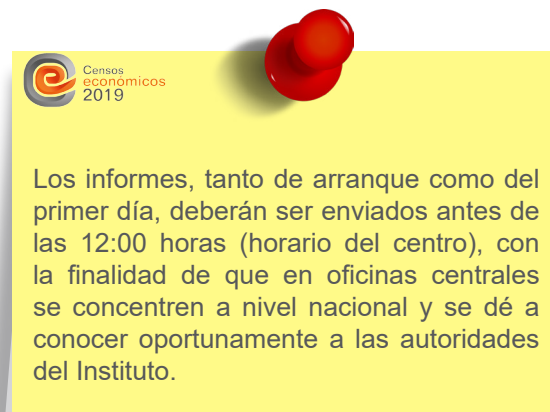 Censos
económicos
2019
Los informes, tanto de arranque como del
primer día, deberán ser enviados antes de
las 12:00 horas (horario del centro), con
la finalidad de que en oficinas centrales
se concentren a nivel nacional y se dé a
conocer oportunamente a las autoridades
del Instituto.